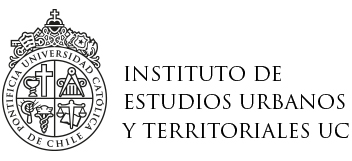 PONTIFICIA UNIVERSIDAD CATOLICA DE CHILE
INSTITUTO DE
ESTUDIOS URBANOS
Y TERRITORIALES UC